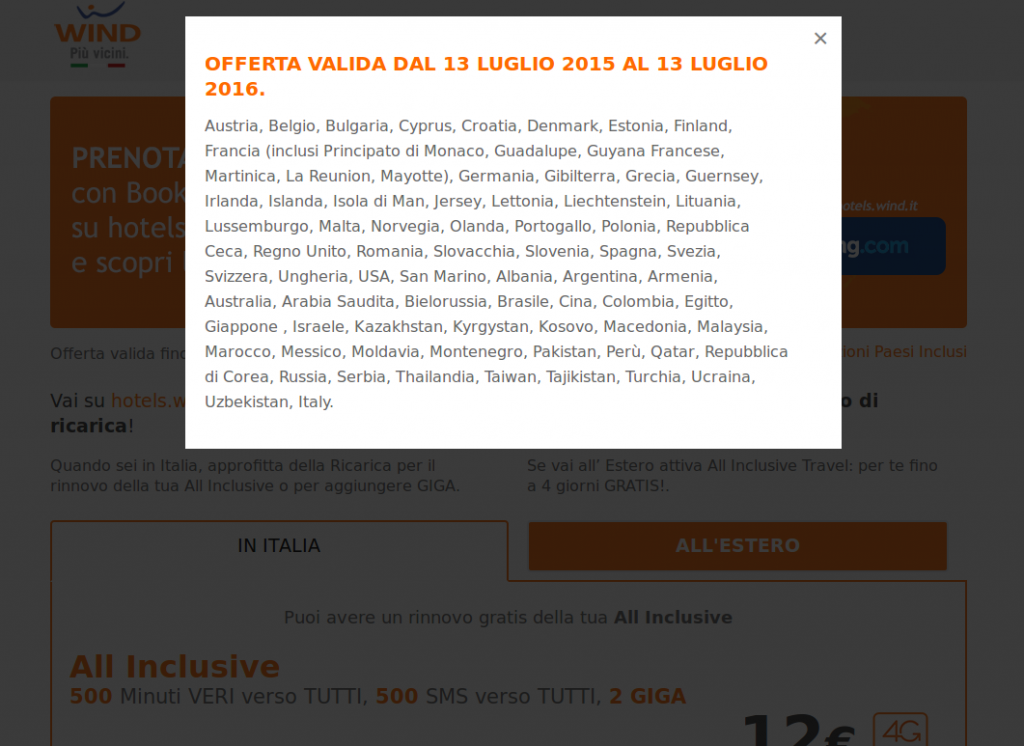 WIND
Più vicini.
×
OFFERTA VALIDA DAL 13 LUGLIO 2015 AL 13 LUGLIO
2016.
Austria, Belgio, Bulgaria, Cyprus, Croatia, Denmark, Estonia, Finland,
Francia (inclusi Principato di Monaco, Guadalupe, Guyana Francese,
Martinica, La Reunion, Mayotte), Germania, Gibilterra, Grecia, Guernsey,
Irlanda, Islanda, Isola di Man, Jersey, Lettonia, Liechtenstein, Lituania,
Lussemburgo, Malta, Norvegia, Olanda, Portogallo, Polonia, Repubblica
Ceca, Regno Unito, Romania, Slovacchia, Slovenia, Spagna, Svezia,
Svizzera, Ungheria, USA, San Marino, Albania, Argentina, Armenia,
Australia, Arabia Saudita, Bielorussia, Brasile, Cina, Colombia, Egitto,
Giappone , Israele, Kazakhstan, Kyrgystan, Kosovo, Macedonia, Malaysia,
Marocco, Messico, Moldavia, Montenegro, Pakistan, Perù, Qatar, Repubblica
di Corea, Russia, Serbia, Thailandia, Taiwan, Tajikistan, Turchia, Ucraina,
Uzbekistan, Italy.
PRENOTA
con Book
su hotels
e scopri
otels.wind.it
ng.com
Offerta valida fino
ioni Paesi Inclusi
Vai su hotels.w
o di
ricarica!
Quando sei in Italia, approfitta della Ricarica per il
rinnovo della tua All Inclusive o per aggiungere GIGA.
Se vai all’ Estero attiva All Inclusive Travel: per te fino
a 4 giorni GRATIS!.
IN ITALIA
ALL'ESTERO
Puoi avere un rinnovo gratis della tua All Inclusive
All Inclusive
500 Minuti VERI verso TUTTI, 500 SMS verso TUTTI, 2 GIGA
12€
4G